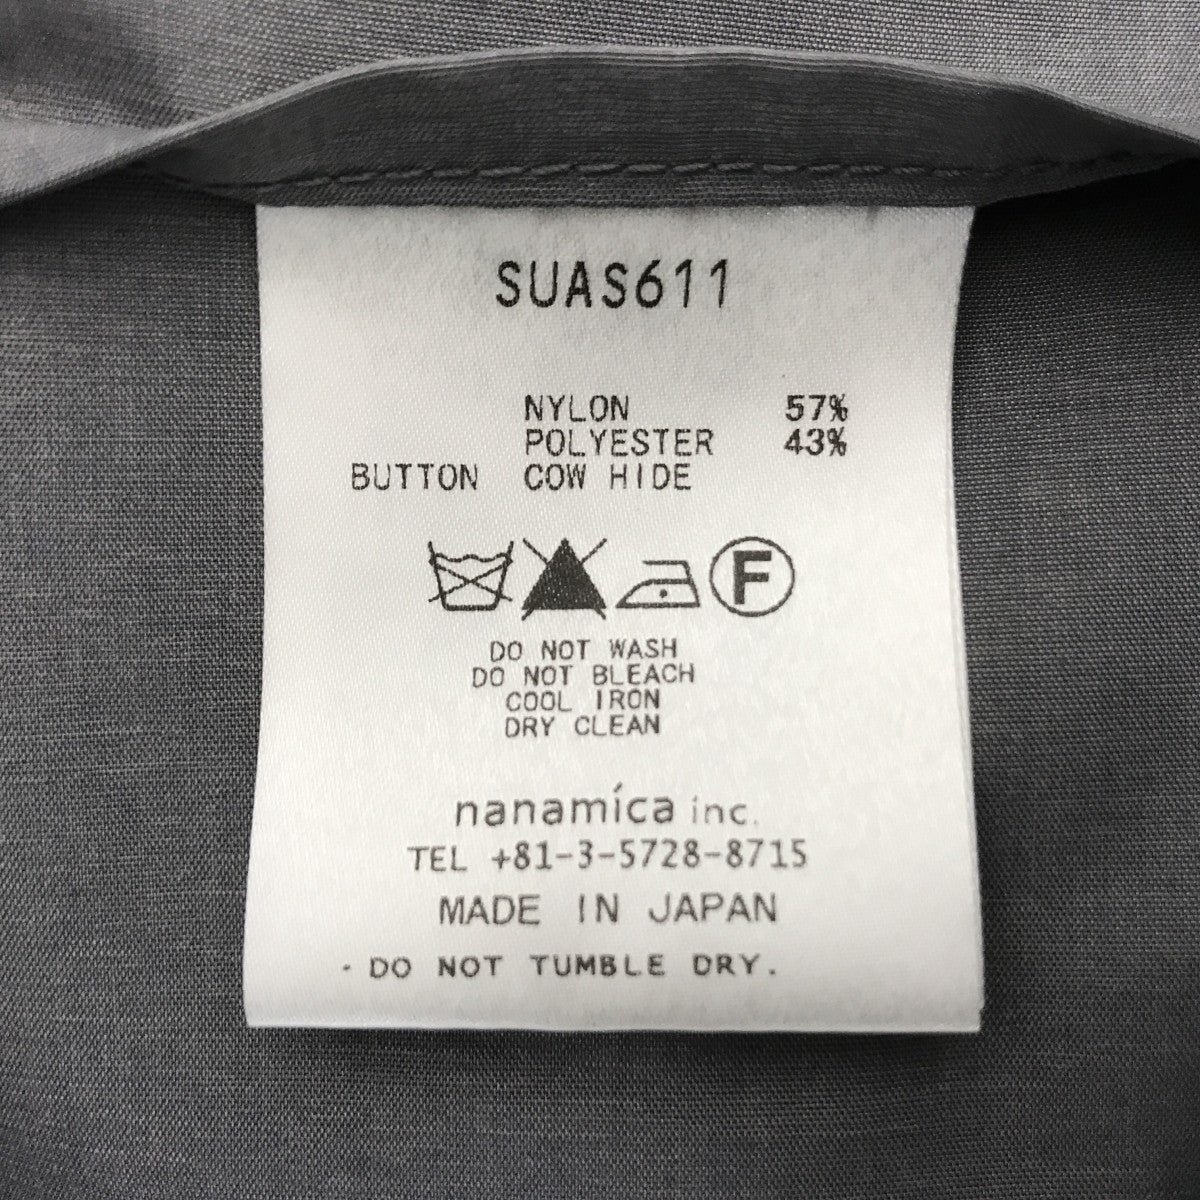 SUAS611
NYLON 57%
POLYESTER 43%
BUTTON COW HIDE
F
DO NOT WASH
DO NOT BLEACH
COOL IRON
DRY CLEAN
nanamíca inc.
TEL +81-3-5728-8715
MADE IN JAPAN
・DO NOT TUMBLE DRY.